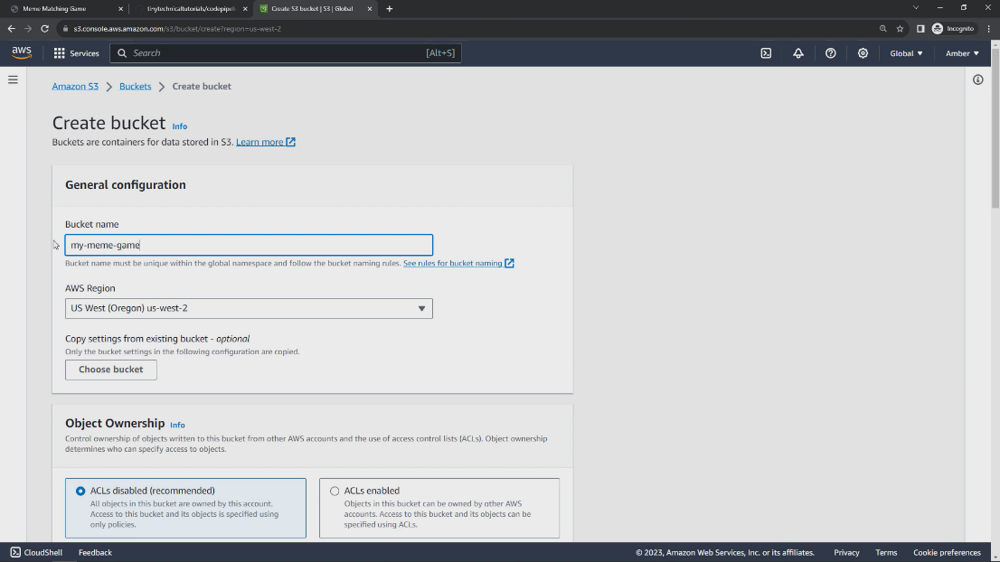 Meme Matching Game
tinytechnicaltutorials/codepipeli
Create S3 bucket | S3 | Global
s3.console.aws.amazon.com/s3/bucket/create?region=us-west-2
Incognito
aws
Services
Search
[Alt+S]
Global
Amber
Amazon S3
Buckets
Create bucket
Create bucket
Info
Buckets are containers for data stored in S3. Learn more
General configuration
Bucket name
my-meme-game
Bucket name must be unique within the global namespace and follow the bucket naming rules. See rules for bucket naming
AWS Region
US West (Oregon) us-west-2
Copy settings from existing bucket - optional
Only the bucket settings in the following configuration are copied.
Choose bucket
Object Ownership
Info
Control ownership of objects written to this bucket from other AWS accounts and the use of access control lists (ACLs). Object ownership
determines who can specify access to objects.
ACLs disabled (recommended)
All objects in this bucket are owned by this account.
Access to this bucket and its objects is specified using
only policies.
ACLs enabled
Objects in this bucket can be owned by other AWS
accounts. Access to this bucket and its objects can be
specified using ACLs.
CloudShell
Feedback
© 2023, Amazon Web Services, Inc. or its affiliates.
Privacy
Terms
Cookie preferences